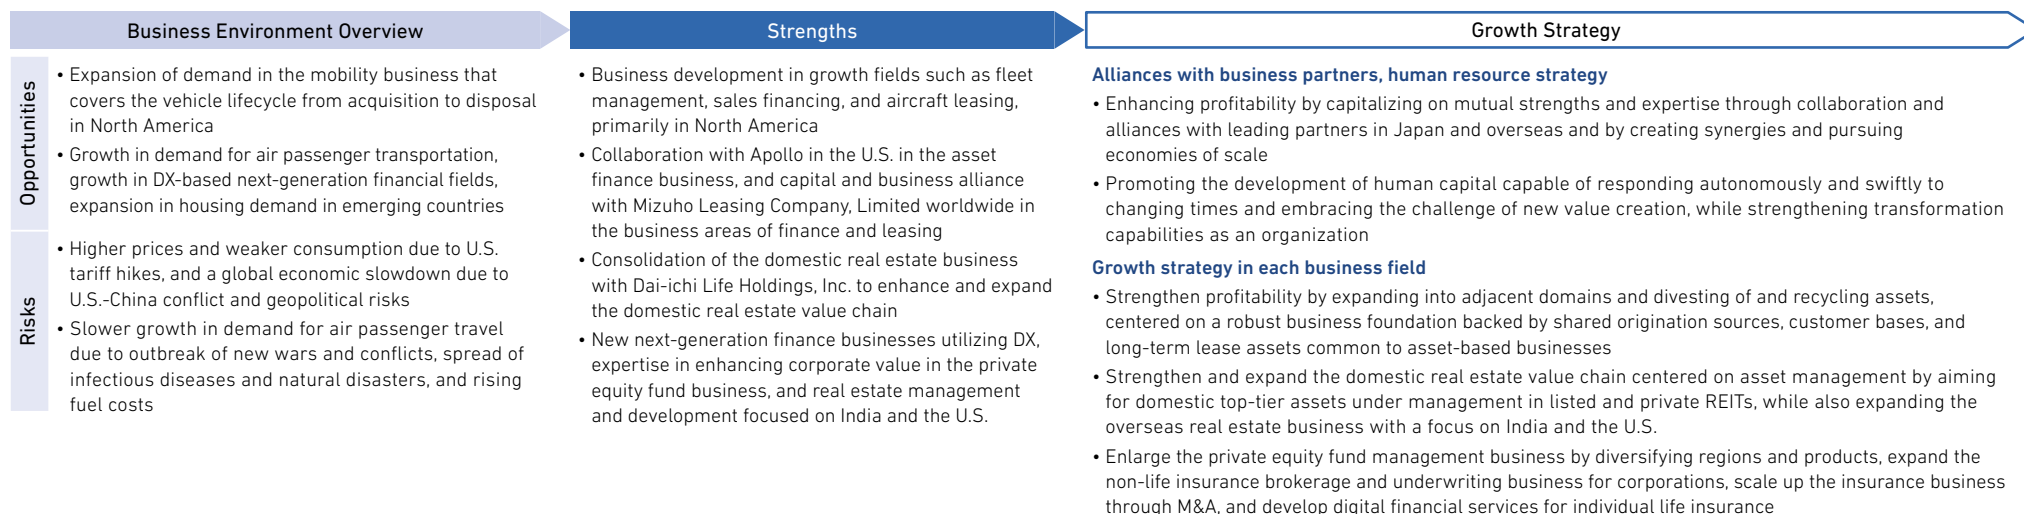 Business Environment Overview
Opportunities
• Expansion of demand in the mobility business that
covers the vehicle lifecycle from acquisition to disposal
in North America
• Growth in demand for air passenger transportation,
growth in DX-based next-generation financial fields,
expansion in housing demand in emerging countries
Risks
• Higher prices and weaker consumption due to U.S.
tariff hikes, and a global economic slowdown due to
U.S.-China conflict and geopolitical risks
• Slower growth in demand for air passenger travel
due to outbreak of new wars and conflicts, spread of
infectious diseases and natural disasters, and rising
fuel costs
Strengths
• Business development in growth fields such as fleet
management, sales financing, and aircraft leasing,
primarily in North America
• Collaboration with Apollo in the U.S. in the asset
finance business, and capital and business alliance
with Mizuho Leasing Company, Limited worldwide in
the business areas of finance and leasing
• Consolidation of the domestic real estate business
with Dai-ichi Life Holdings, Inc. to enhance and expand
the domestic real estate value chain
• New next-generation finance businesses utilizing DX,
expertise in enhancing corporate value in the private
equity fund business, and real estate management
and development focused on India and the U.S.
Growth Strategy
Alliances with business partners, human resource strategy
• Enhancing profitability by capitalizing on mutual strengths and expertise through collaboration and
alliances with leading partners in Japan and overseas and by creating synergies and pursuing
economies of scale
• Promoting the development of human capital capable of responding autonomously and swiftly to
changing times and embracing the challenge of new value creation, while strengthening transformation
capabilities as an organization
Growth strategy in each business field
• Strengthen profitability by expanding into adjacent domains and divesting of and recycling assets,
centered on a robust business foundation backed by shared origination sources, customer bases, and
long-term lease assets common to asset-based businesses
• Strengthen and expand the domestic real estate value chain centered on asset management by aiming
for domestic top-tier assets under management in listed and private REITs, while also expanding the
overseas real estate business with a focus on India and the U.S.
• Enlarge the private equity fund management business by diversifying regions and products, expand the
non-life insurance brokerage and underwriting business for corporations, scale up the insurance business
through M&A, and develop digital financial services for individual life insurance